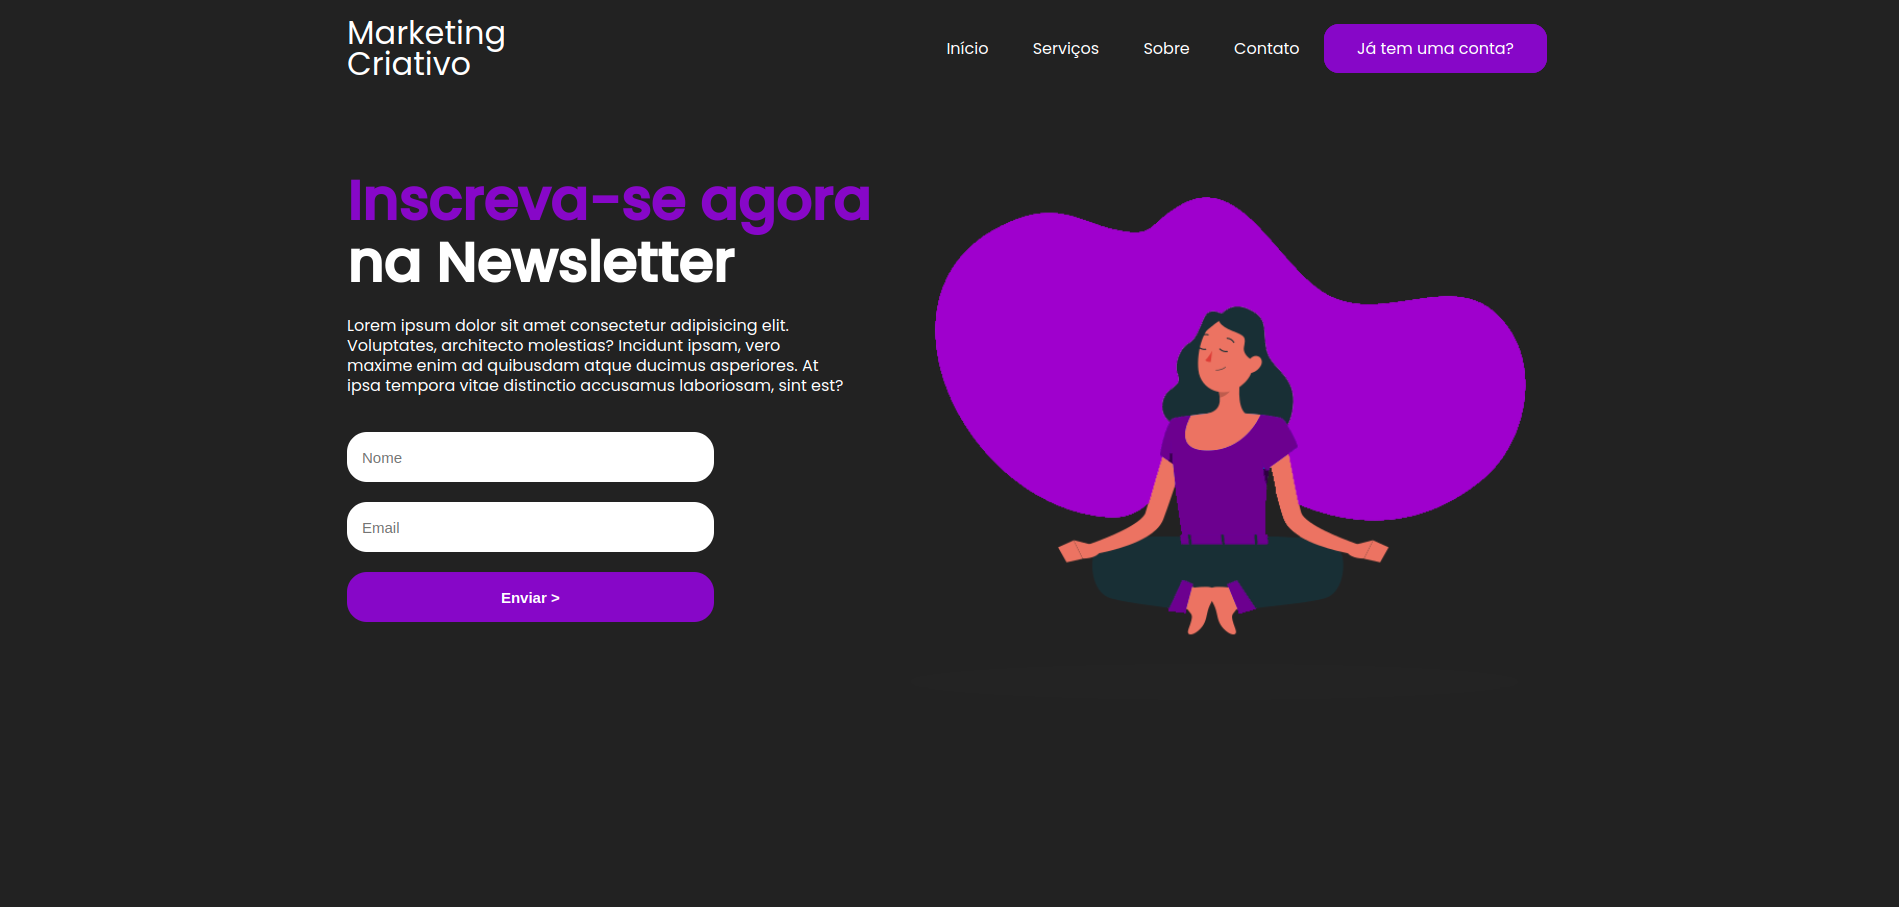 Marketing
Criativo
Início
Serviços
Sobre
Contato
Já tem uma conta?
Inscreva-se agora
na Newsletter
Lorem ipsum dolor sit amet consectetur adipisicing elit.
Voluptates, architecto molestias? Incidunt ipsam, vero
maxime enim ad quibusdam atque ducimus asperiores. At
ipsa tempora vitae distinctio accusamus laboriosam, sint est?
Nome
Email
Enviar >